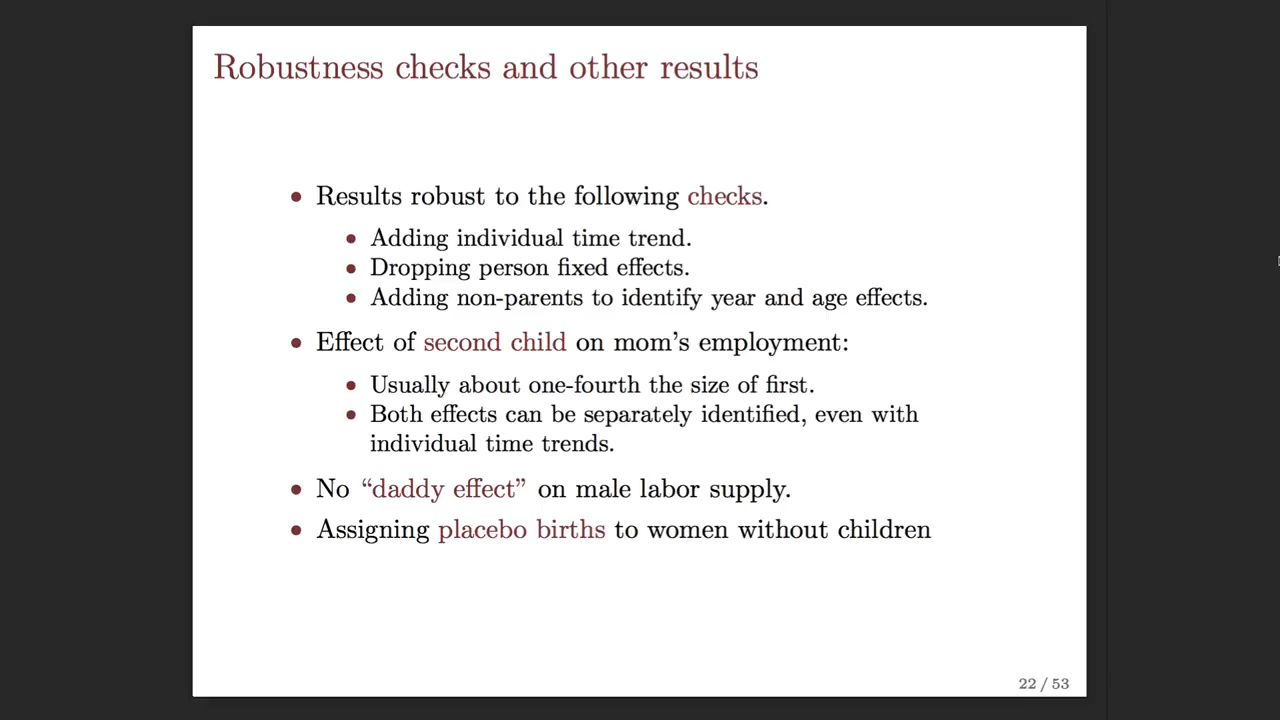 Robustness checks and other results
• Results robust to the following checks.
• Adding individual time trend.
• Dropping person fixed effects.
• Adding non-parents to identify year and age effects.
• Effect of second child on mom's employment:
• Usually about one-fourth the size of first.
• Both effects can be separately identified, even with
individual time trends.
• No “daddy effect” on male labor supply.
• Assigning placebo births to women without children
22 / 53